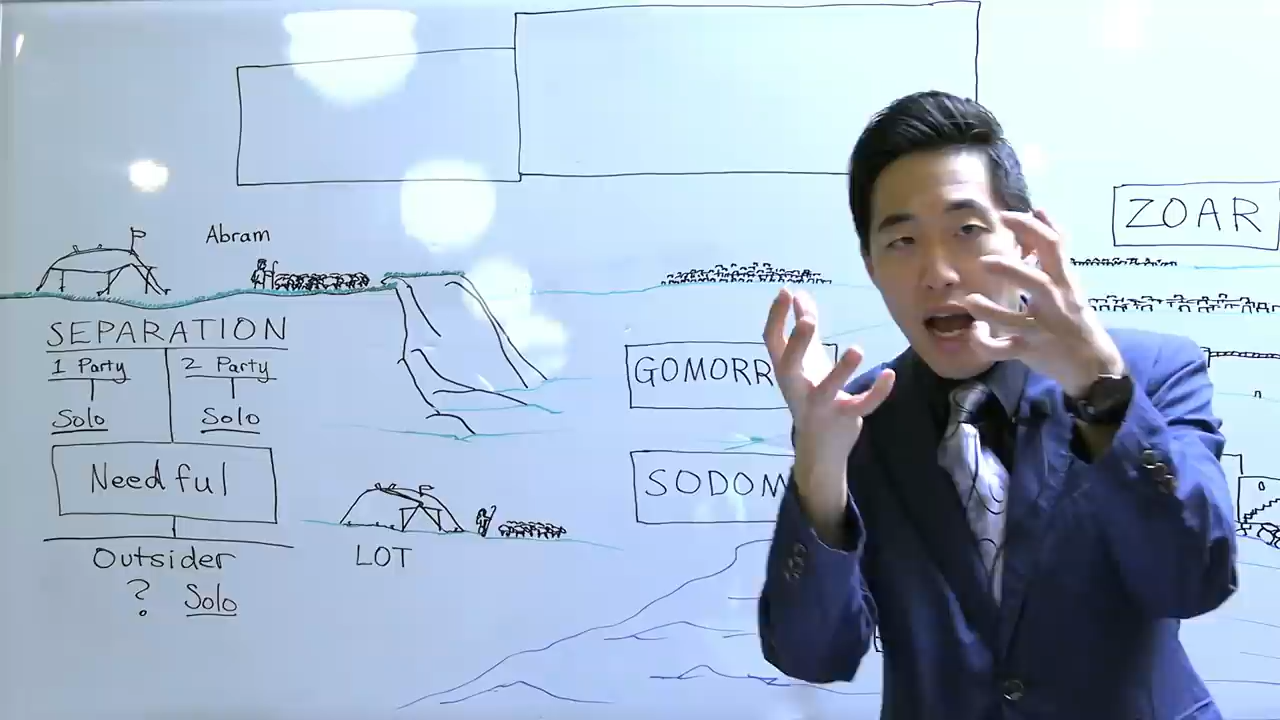 Abram
SEPARATION
1 Party
2 Party
Solo
Solo
Needful
Outsider
? Solo
LOT
GOMORR
SODOM
ZOAR